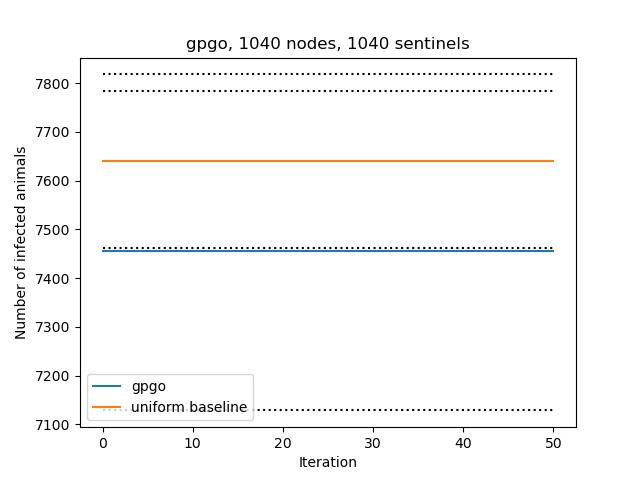 gpgo, 1040 nodes, 1040 sentinels
Number of infected animals
7800
7700
7600
7500
7400
7300
7200
7100
gpgo
uniform baseline
0 10 20 30 40 50
Iteration